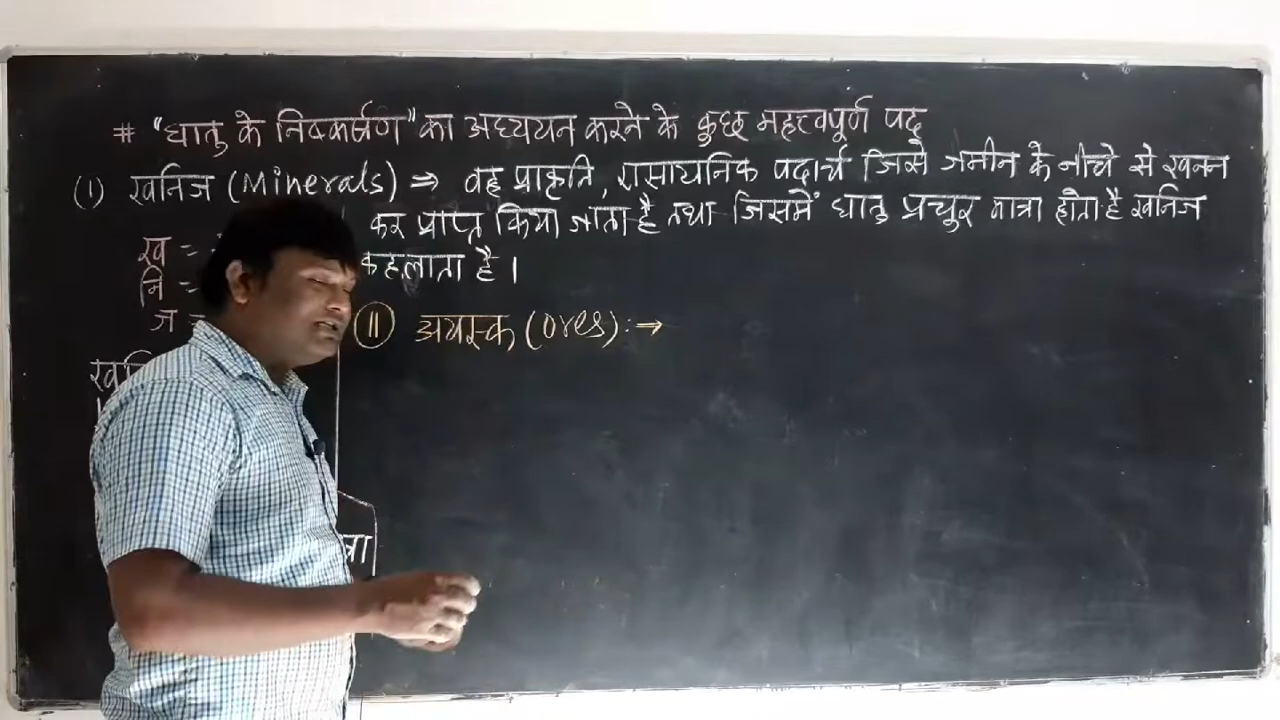 # "धातु के निष्कर्षण" का अध्ययन करने के कुछ महत्त्वपूर्ण पद
(I) खनिज (Minerals) ⇒ वह प्राकृति, रासायनिक पदार्थ जिसे जमीन के नीचे से खनन
कर प्राप्त किया जाता है तथा जिसमें धातु प्रचुर मात्रा होता है खनिज
ख =
कहलाता है।
नि =
ज =
(II) अयस्क (Ores):→
खनि
त्रा